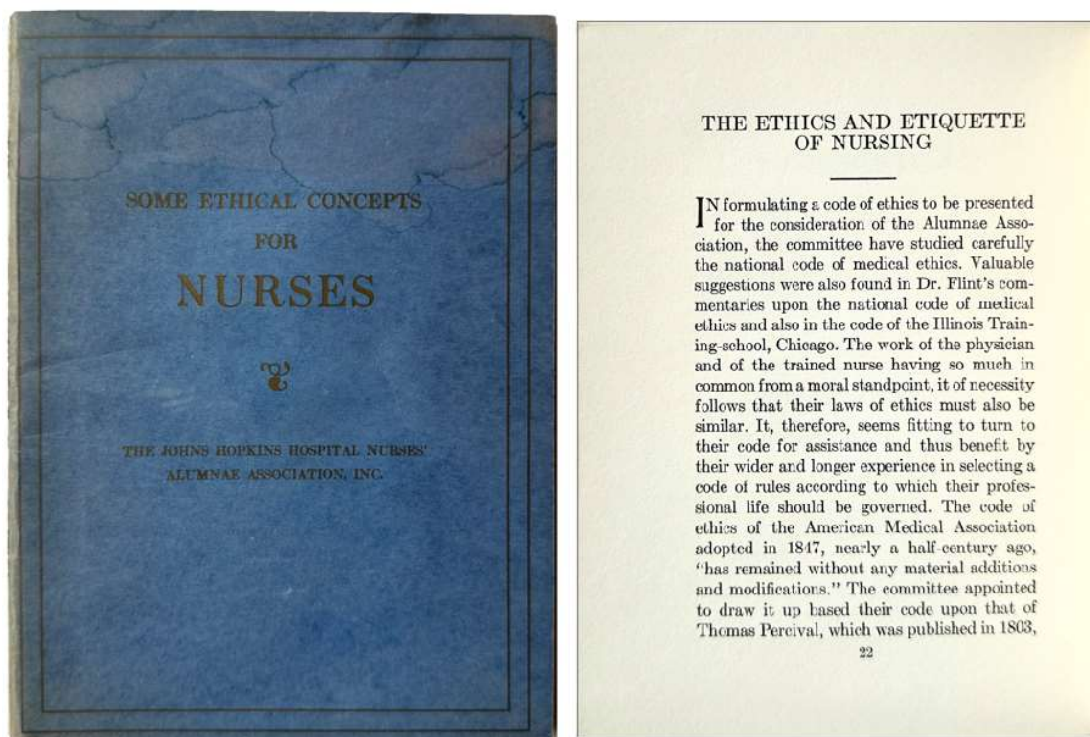 SOME ETHICAL CONCEPTS
FOR
NURSES
THE JOHNS HOPKINS HOSPITAL NURSES'
ALUMNAE ASSOCIATION, INC.
THE ETHICS AND ETIQUETTE
OF NURSING
IN formulating a code of ethics to be presented
for the consideration of the Alumnae Asso-
ciation, the committee have studied carefully
the national code of medical ethics. Valuable
suggestions were also found in Dr. Flint's com-
mentaries upon the national code of medical
ethics and also in the code of the Illinois Train-
ing-school, Chicago. The work of the physician
and of the trained nurse having so much in
common from a moral standpoint, it of necessity
follows that their laws of ethics must also be
similar. It, therefore, seems fitting to turn to
their code for assistance and thus benefit by
their wider and longer experience in selecting a
code of rules according to which their profes-
sional life should be governed. The code of
ethics of the American Medical Association
adopted in 1847, nearly a half-century ago,
"has remained without any material additions
and modifications." The committee appointed
to draw it up based their code upon that of
Thomas Percival, which was published in 1803,
22